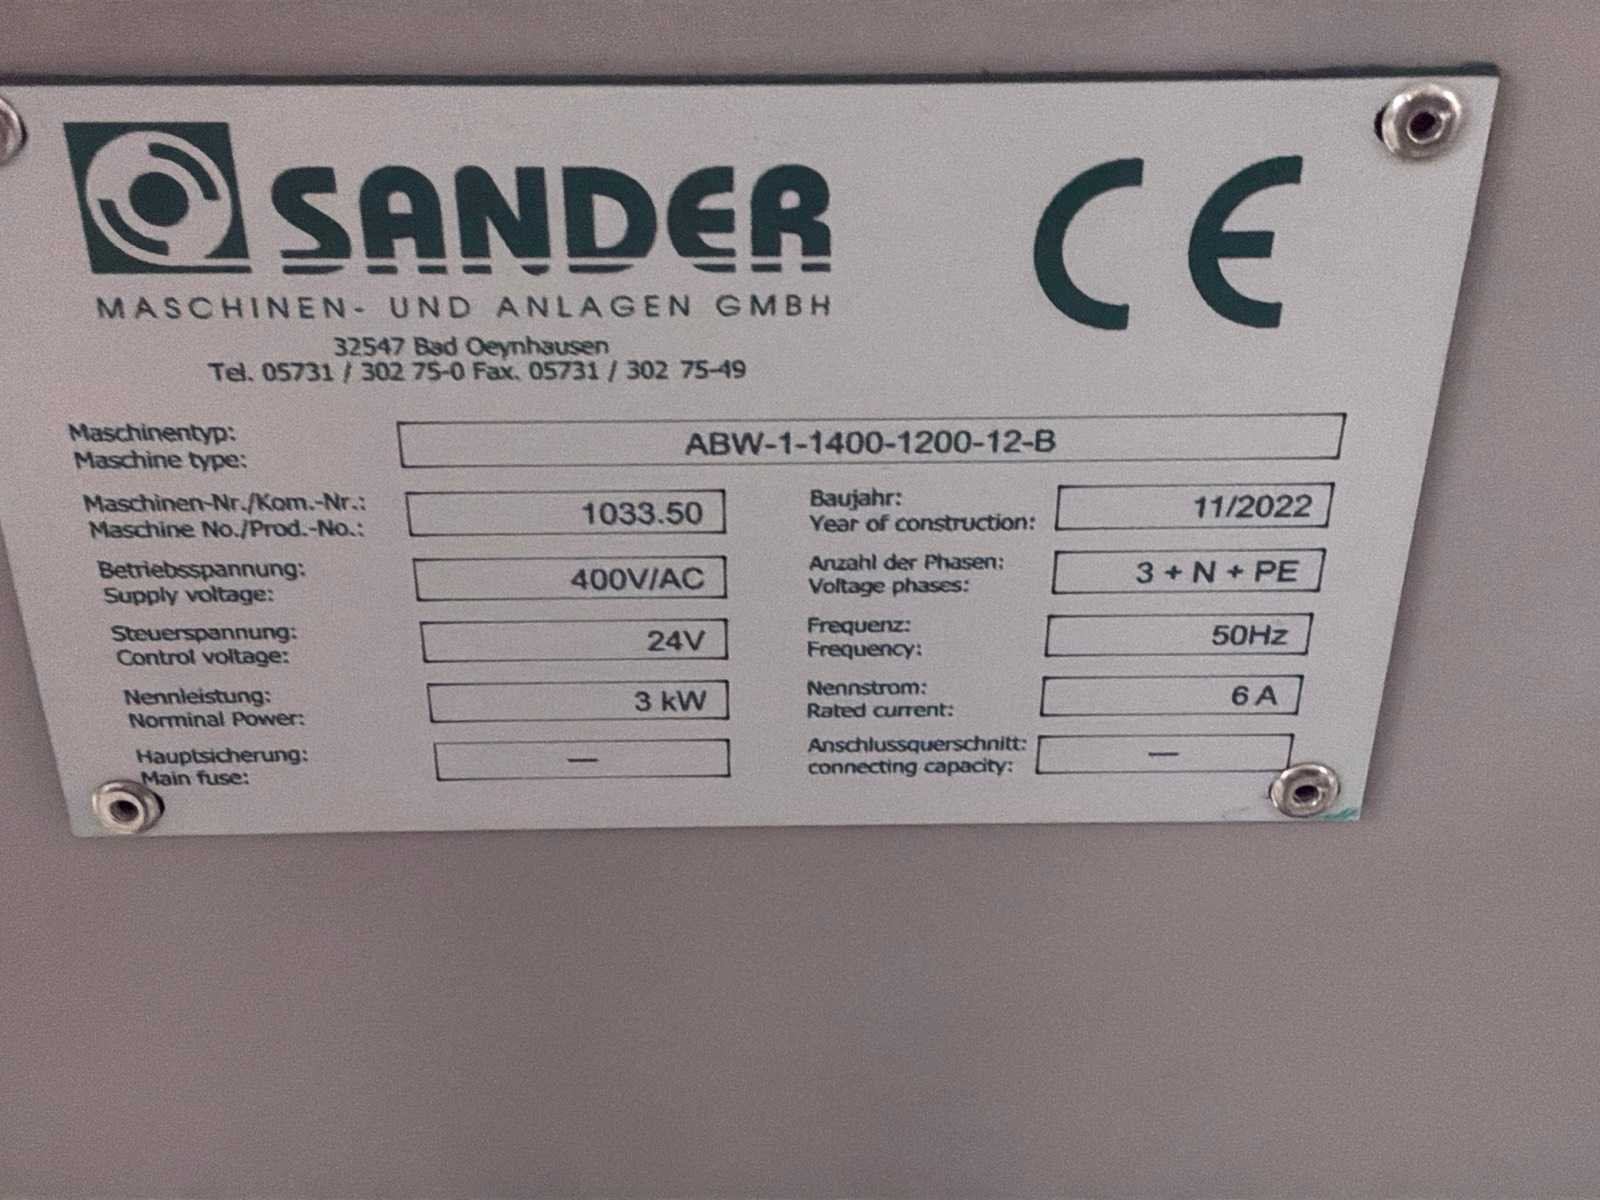 SANDER
CE
MASCHINEN- UND ANLAGEN GMBH
32547 Bad Oeynhausen
Tel. 05731 / 302 75-0 Fax. 05731 / 302 75-49
Maschinentyp:
Maschine type:
ABW-1-1400-1200-12-B
Maschinen-Nr./Kom.-Nr.:
Maschine No./Prod.-No.:
1033.50
Baujahr:
Year of construction:
11/2022
Betriebsspannung:
Supply voltage:
400V/AC
Anzahl der Phasen:
Voltage phases:
3 + N + PE
Steuerspannung:
Control voltage:
24V
Frequenz:
Frequency:
50Hz
Nennleistung:
Norminal Power:
3 kW
Nennstrom:
Rated current:
6 A
Hauptsicherung:
Main fuse:
—
Anschlussquerschnitt:
connecting capacity:
—